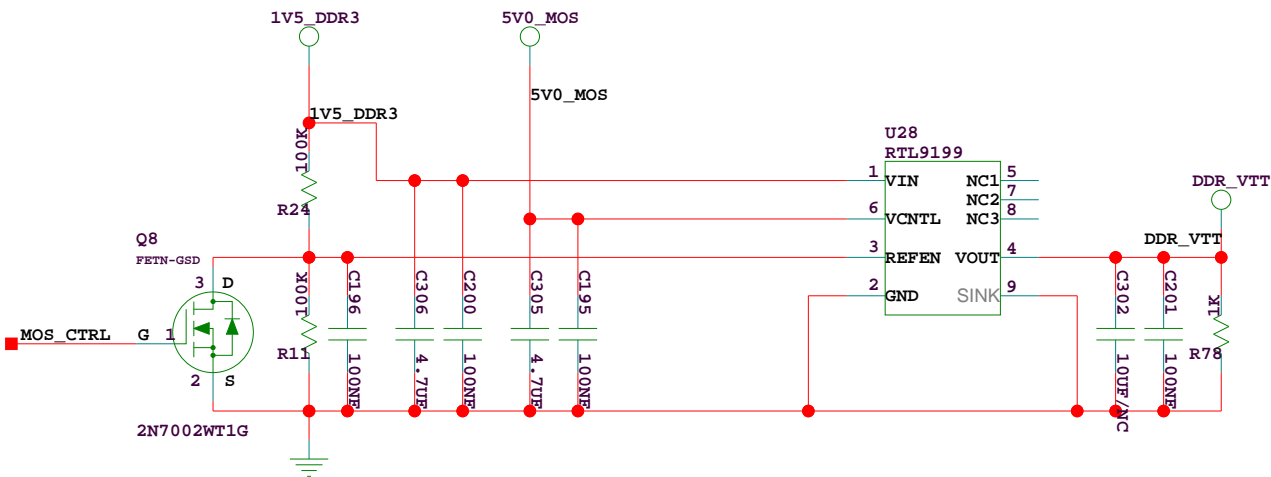 1V5_DDR3
5V0_MOS
5V0_MOS
1V5_DDR3
100K
R24
U28
RTL9199
1
VIN
NC1
5
NC2
7
6
VCNTL
NC3
8
3
REFEN
VOUT
4
2
GND
SINK
9
DDR_VTT
DDR_VTT
Q8
FETN-GSD
3
D
MOS_CTRL
G
1
2
S
2N7002WT1G
100K
R11
C196
100NF
C306
4.7UF
C200
100NF
C305
4.7UF
C195
100NF
C302
10UF/NC
C201
100NF
1K
R78